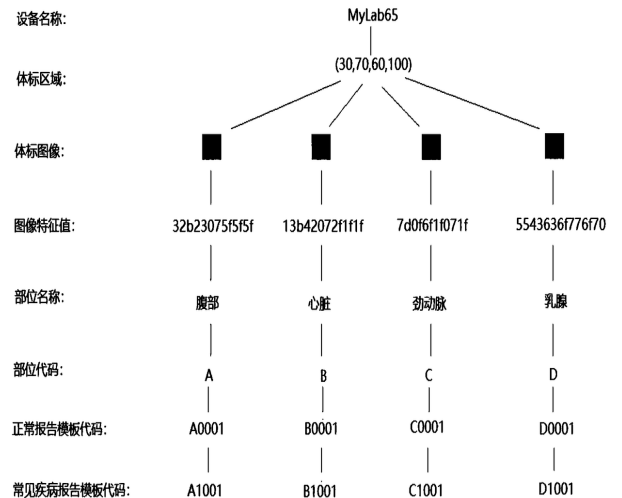 设备名称: MyLab65
体标区域: (30,70,60,100)
体标图像:
图像特征值: 32b23075f5f5f 13b42072f1f1f 7d0f6f1f071f 5543636f776f70
部位名称: 腹部 心脏 劲动脉 乳腺
部位代码: A B C D
正常报告模板代码: A0001 B0001 C0001 D0001
常见疾病报告模板代码: A1001 B1001 C1001 D1001